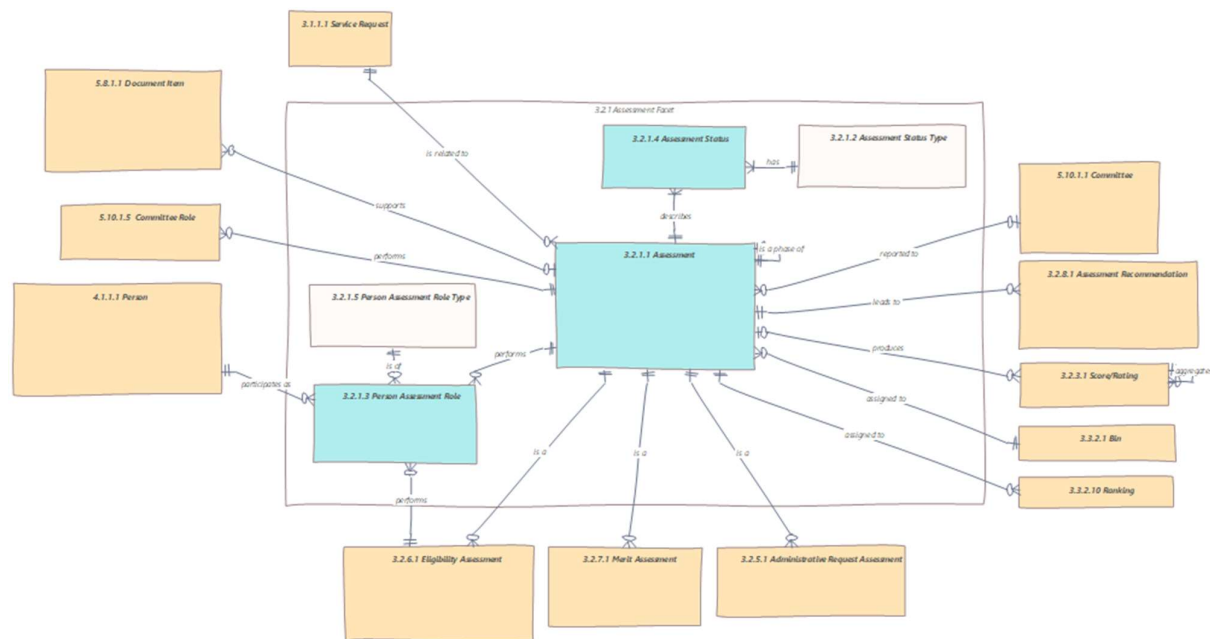 3.1.1.1 Service Request
5.8.1.1 Document Item
3.2.1 Assessment Facet
3.2.1.4 Assessment Status
3.2.1.2 Assessment Status Type
has
is related to
describes
supports
5.10.1.5 Committee Role
performs
5.10.1.1 Committee
3.2.1.1 Assessment
is a phase of
reported to
3.2.8.1 Assessment Recommendation
leads to
4.1.1.1 Person
3.2.1.5 Person Assessment Role Type
performs
is of
produces
3.2.3.1 Score/Rating
aggregates
participates as
3.2.1.3 Person Assessment Role
assigned to
3.3.2.1 Bin
assigned to
is a
is a
is a
3.3.2.10 Ranking
performs
3.2.6.1 Eligibility Assessment
3.2.7.1 Merit Assessment
3.2.5.1 Administrative Request Assessment